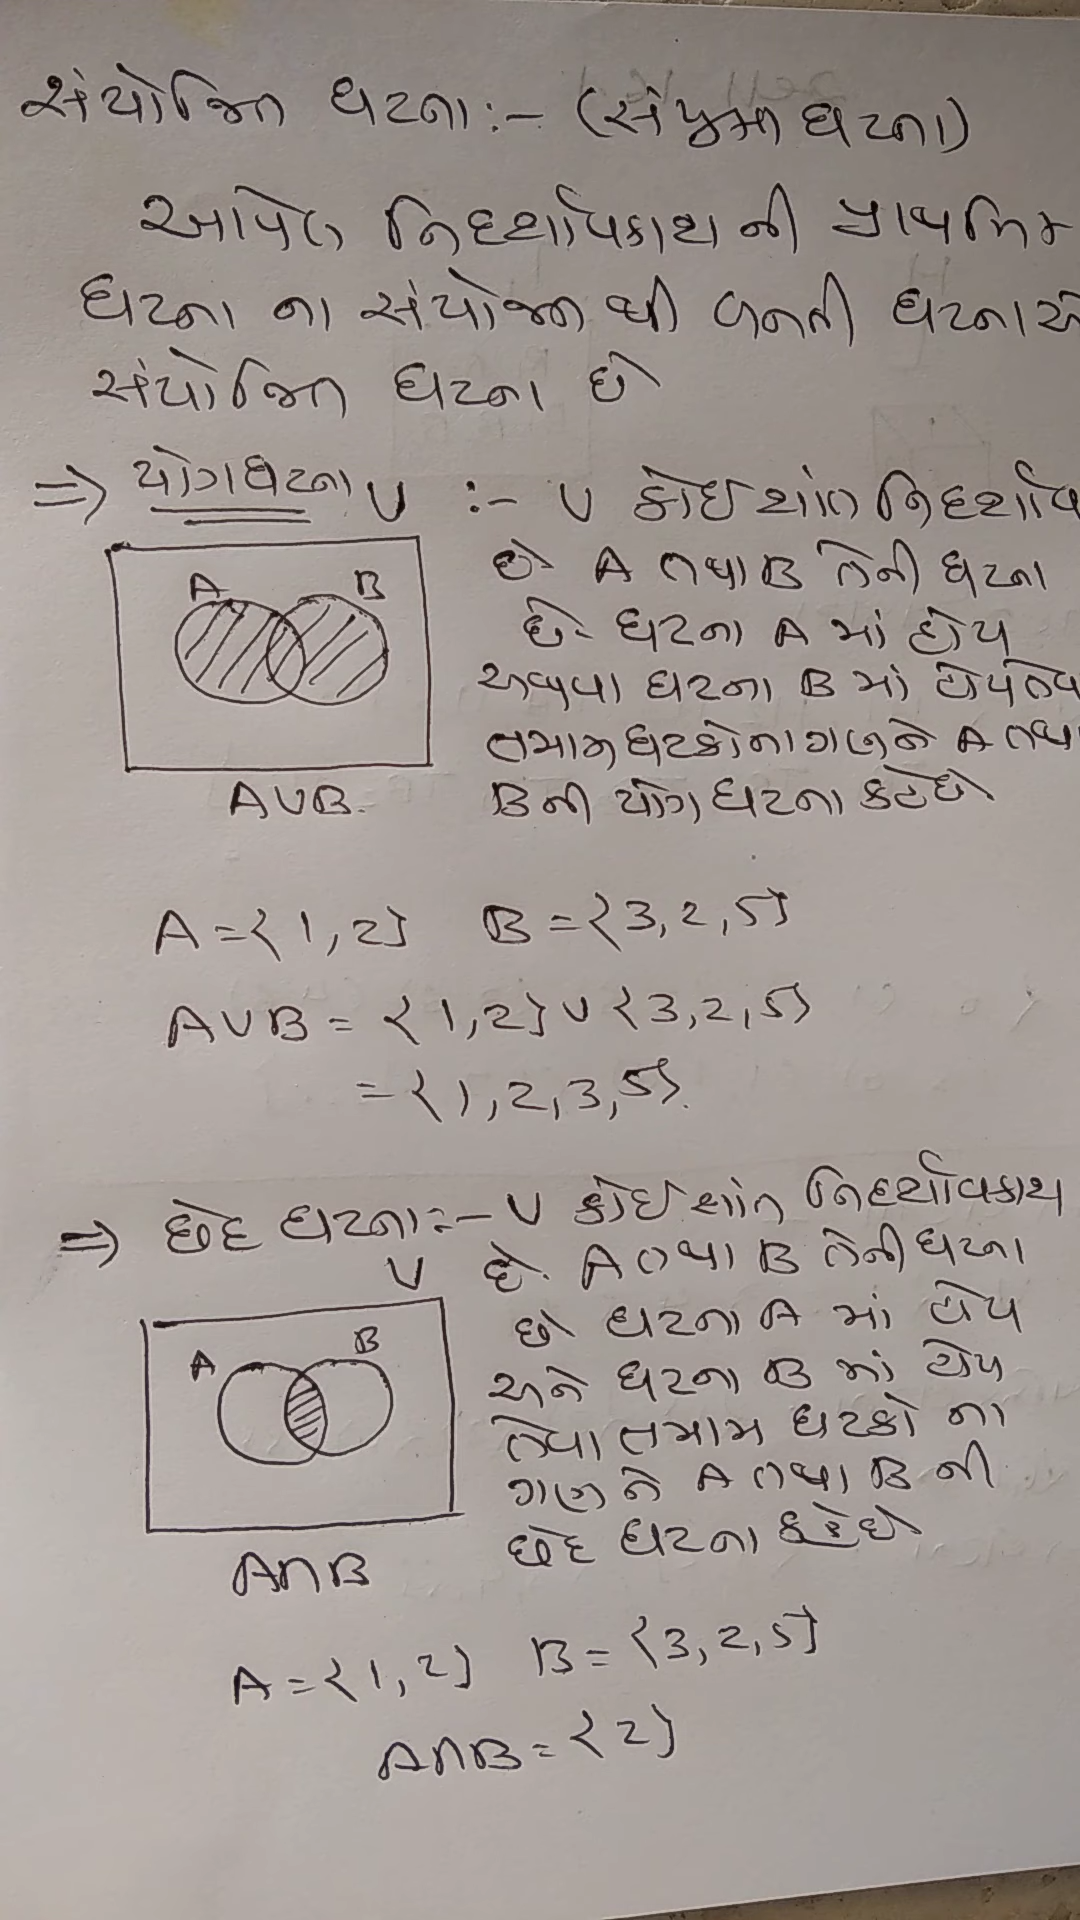 સંયોજિત ઘટના :- (સંયુક્ત ઘટના)
આપેલ નિદર્શાવકાશ ની પ્રાથમિક
ઘટના ના સંયોજન થી બનતી ઘટના એ
સંયોજિત ઘટના છે
⇒ યોગઘટના U :- U કોઈ શાંત નિદર્શાવ
છે A તથા B તેની ઘટના
છે ઘટના A માં હોય
અથવા ઘટના B માં હોય તેવ
તમામ ઘટકોના ગણને A તથા
B ની યોગ ઘટના કહે છે
A B
A∪B
A = {1, 2} B = {3, 2, 5}
A∪B = {1, 2} ∪ {3, 2, 5}
= {1, 2, 3, 5}
⇒ છેદ ઘટના :- U કોઈ શાંત નિદર્શાવકાશ
U છે. A તથા B તેની ઘટના
છે ઘટના A માં હોય
અને ઘટના B માં હોય
તેવા તમામ ઘટકો ના
ગણ ને A તથા B ની
છેદ ઘટના કહે છે
A B
A∩B
A = {1, 2} B = {3, 2, 5}
A∩B = {2}